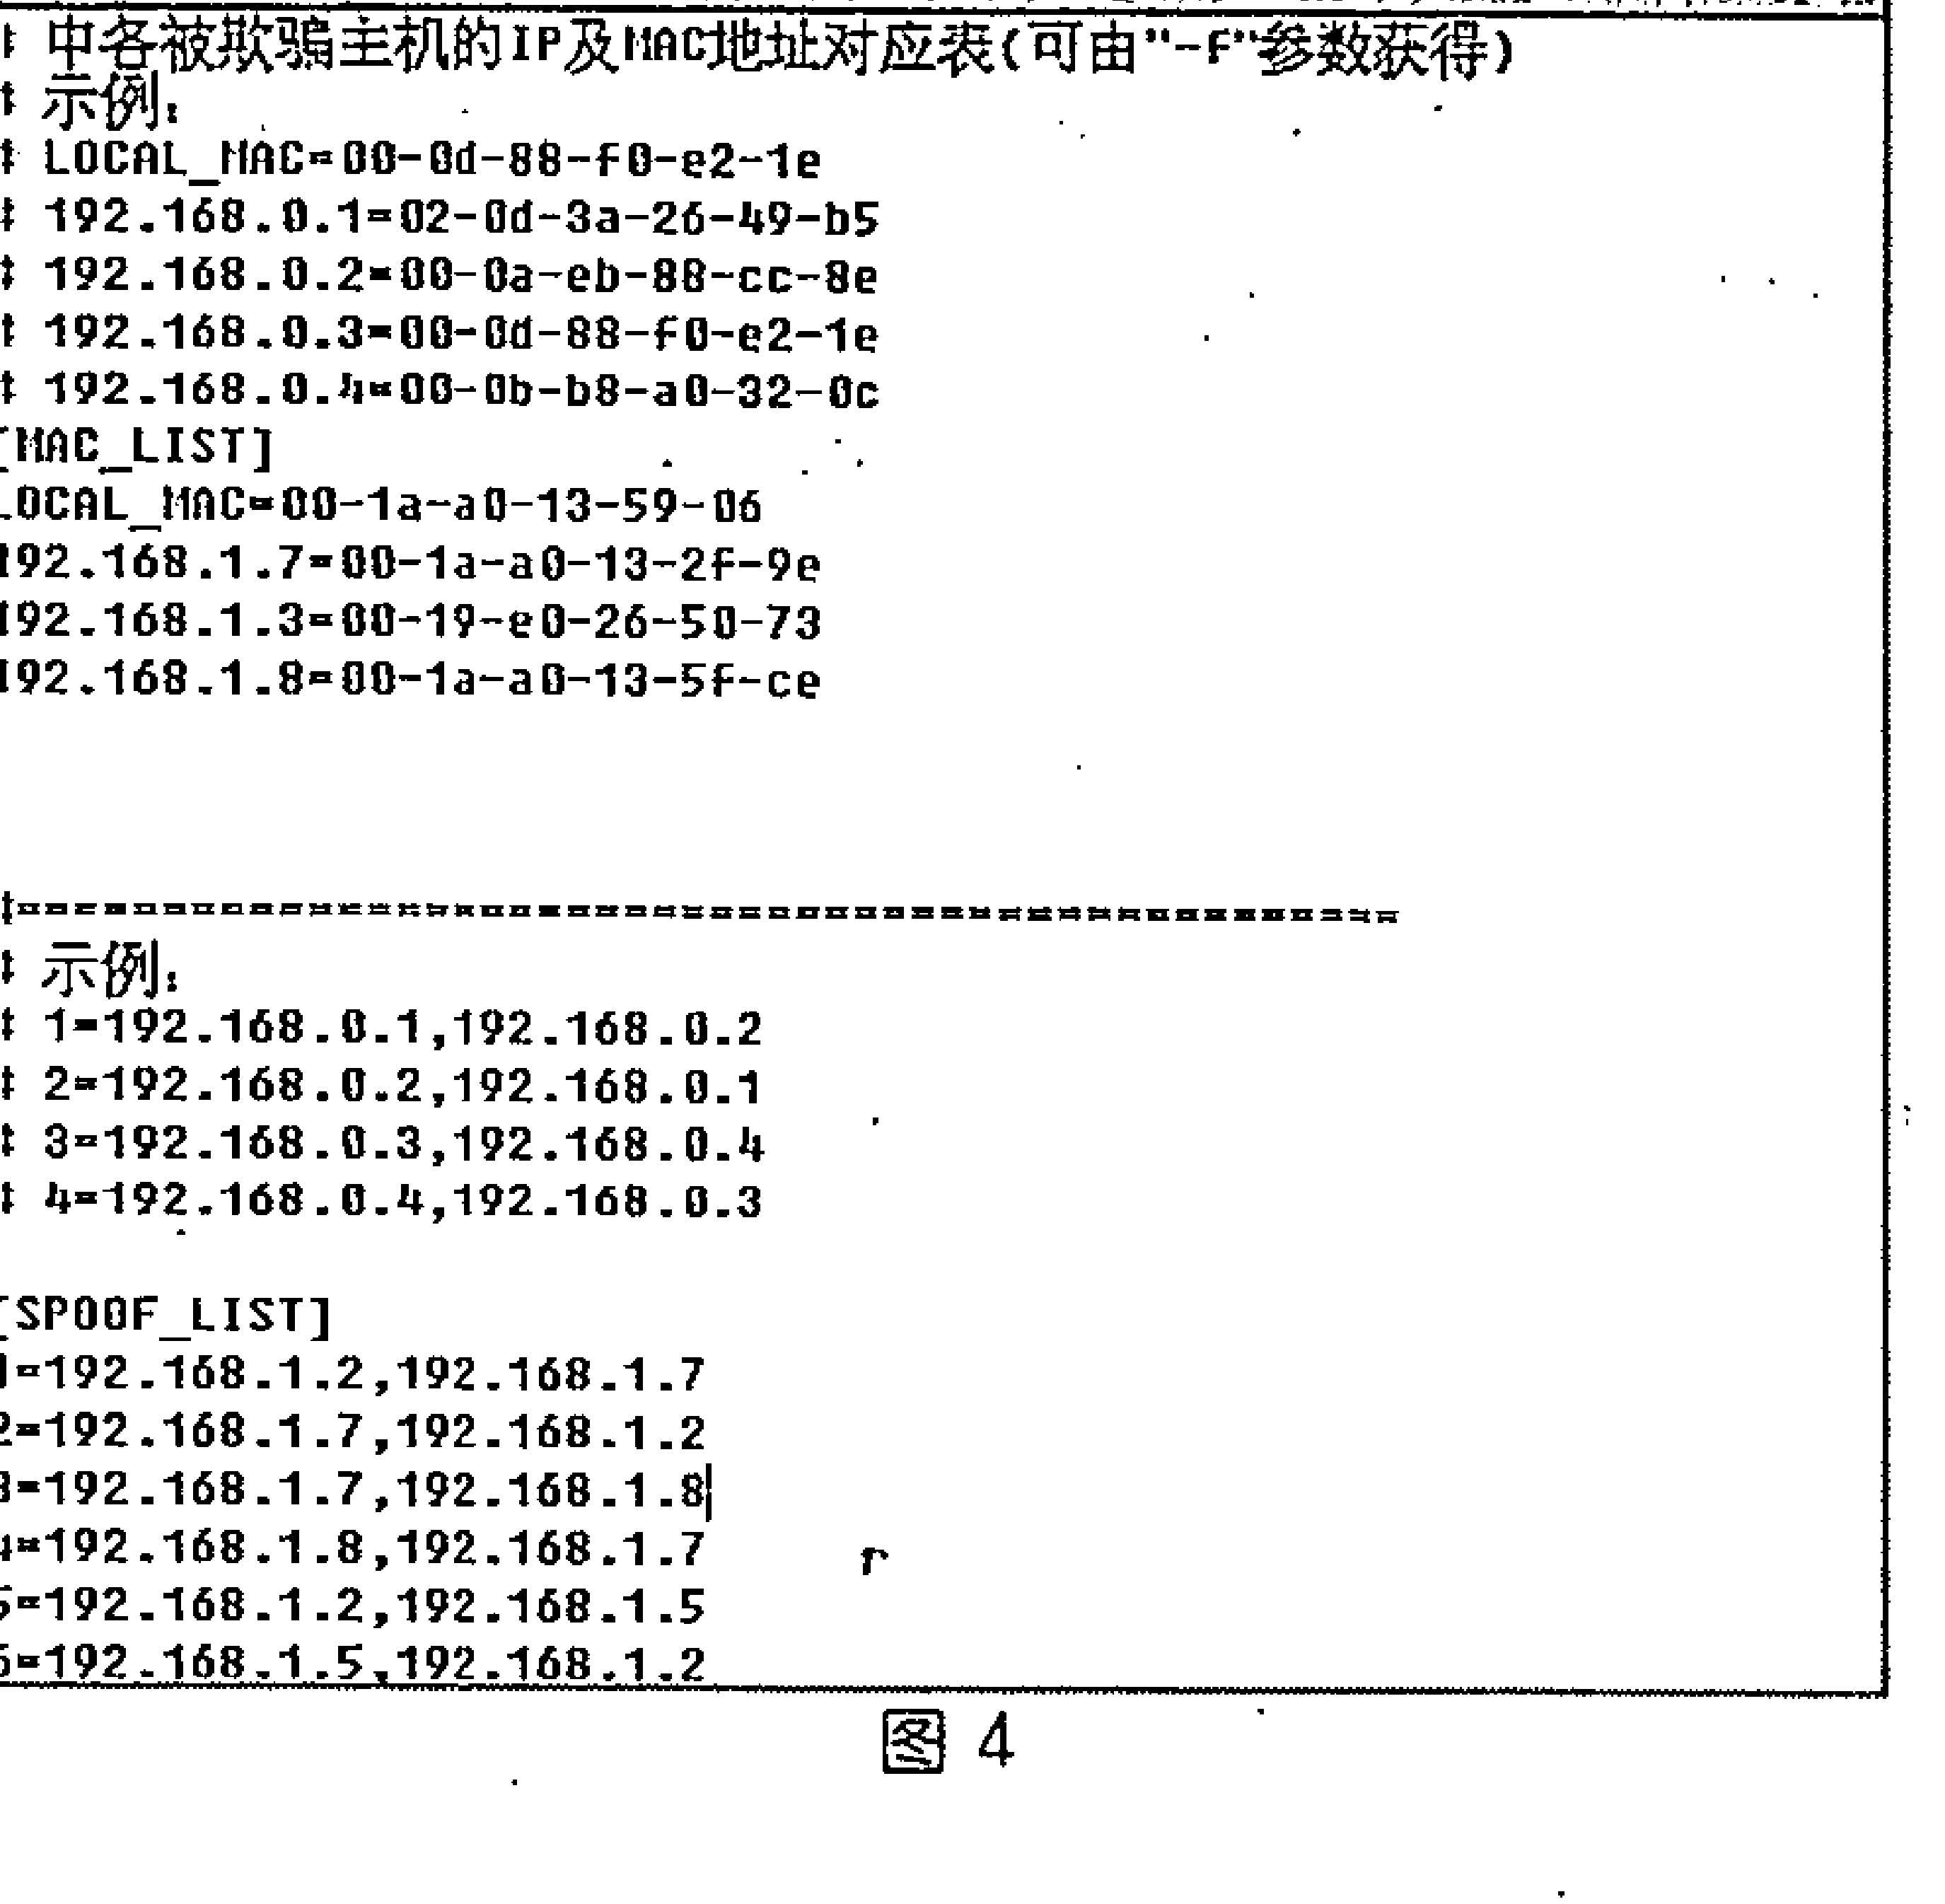 # 中各被欺骗主机的IP及MAC地址对应表(可由"-f"参数获得)
# 示例:
# LOCAL_MAC=00-0d-88-f0-e2-1e
# 192.168.0.1=02-0d-3a-26-49-b5
# 192.168.0.2=00-0a-eb-88-cc-8e
# 192.168.0.3=00-0d-88-f0-e2-1e
# 192.168.0.4=00-0b-b8-a0-32-0c
[MAC_LIST]
LOCAL_MAC=00-1a-a0-13-59-06
192.168.1.7=00-1a-a0-13-2f-9e
192.168.1.3=00-19-e0-26-50-73
192.168.1.8=00-1a-a0-13-5f-ce
#================================================
# 示例:
# 1=192.168.0.1,192.168.0.2
# 2=192.168.0.2,192.168.0.1
# 3=192.168.0.3,192.168.0.4
# 4=192.168.0.4,192.168.0.3
[SPOOF_LIST]
1=192.168.1.2,192.168.1.7
2=192.168.1.7,192.168.1.2
3=192.168.1.7,192.168.1.8
4=192.168.1.8,192.168.1.7
5=192.168.1.2,192.168.1.5
6=192.168.1.5,192.168.1.2
图 4